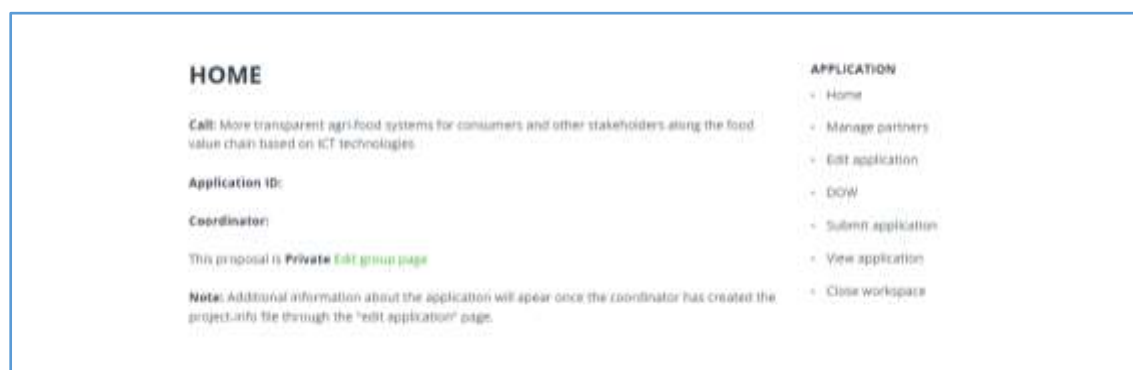 HOME
Call: More transparent agri-food systems for consumers and other stakeholders along the food
value chain based on ICT technologies
Application ID:
Coordinator:
This proposal is Private Edit group page
Note: Additional information about the application will apear once the coordinator has created the
project-info file through the "edit application" page.
APPLICATION
Home
Manage partners
Edit application
DOW
Submit application
View application
Close workspace